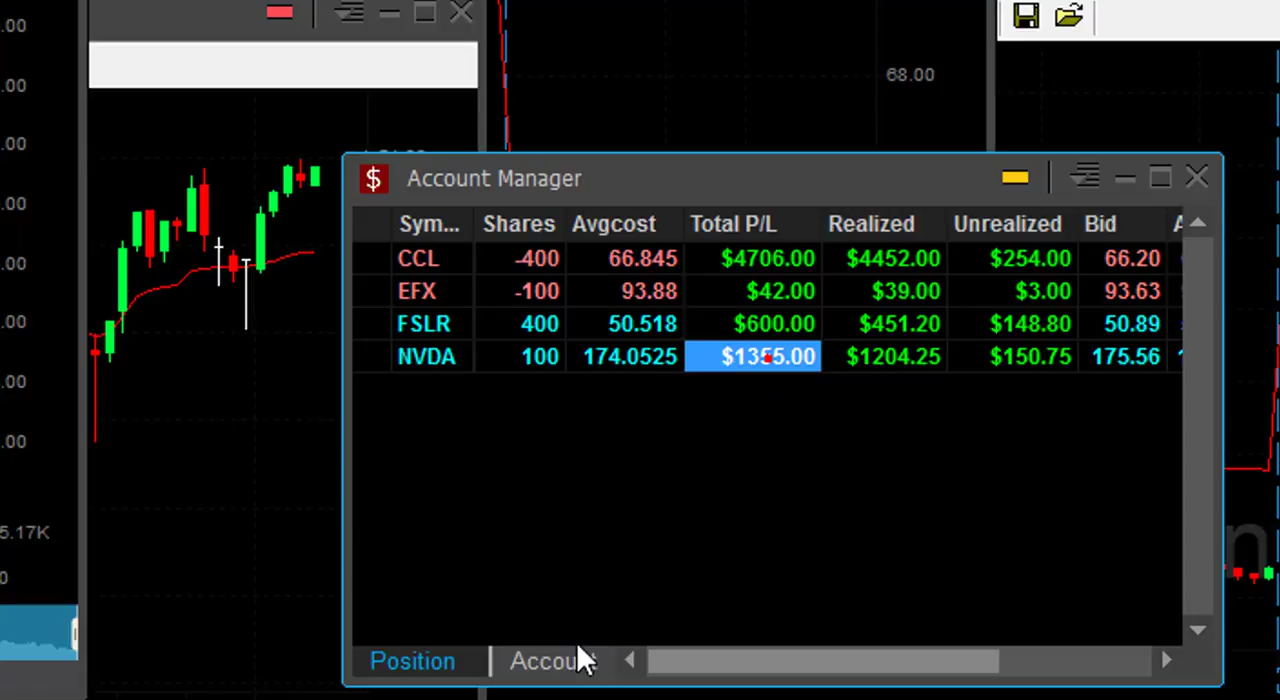 .00
.00
.00
.00
.00
.00
.00
.00
5.17K
0
68.00
$ Account Manager
Sym... Shares Avgcost Total P/L Realized Unrealized Bid A
CCL -400 66.845 $4706.00 $4452.00 $254.00 66.20
EFX -100 93.88 $42.00 $39.00 $3.00 93.63
FSLR 400 50.518 $600.00 $451.20 $148.80 50.89
NVDA 100 174.0525 $1355.00 $1204.25 $150.75 175.56
Position Account
n